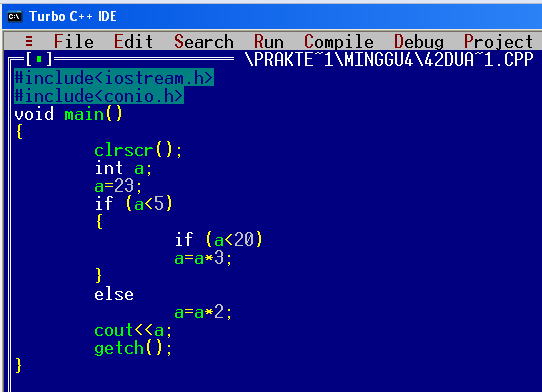 Turbo C++ IDE
≡ File Edit Search Run Compile Debug Project
[▪] \PRAKTE~1\MINGGU4\42DUA~1.CPP
#include<iostream.h>
#include<conio.h>
void main()
{
        clrscr();
        int a;
        a=23;
        if (a<5)
        {
                if (a<20)
                a=a*3;
        }
        else
                a=a*2;
        cout<<a;
        getch();
}